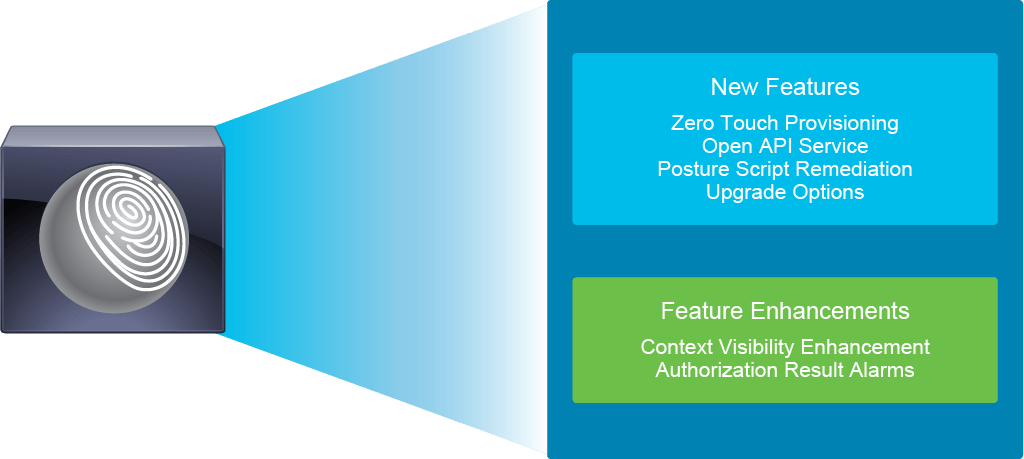 New Features
Zero Touch Provisioning
Open API Service
Posture Script Remediation
Upgrade Options
Feature Enhancements
Context Visibility Enhancement
Authorization Result Alarms